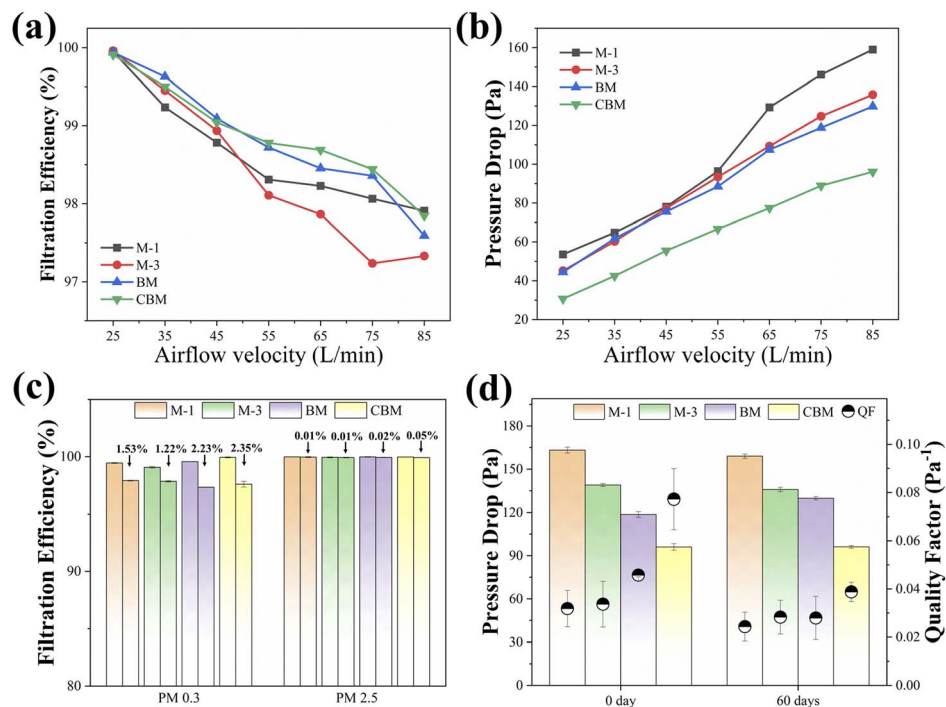 (a)
Filtration Efficiency (%)
100
99
98
97
M-1
M-3
BM
CBM
25 35 45 55 65 75 85
Airflow velocity (L/min)
(b)
Pressure Drop (Pa)
160
140
120
100
80
60
40
20
M-1
M-3
BM
CBM
25 35 45 55 65 75 85
Airflow velocity (L/min)
(c)
Filtration Efficiency (%)
M-1 M-3 BM CBM
100
90
80
1.53% 1.22% 2.23% 2.35%
0.01% 0.01% 0.02% 0.05%
PM 0.3 PM 2.5
(d)
Pressure Drop (Pa)
M-1 M-3 BM CBM QF
180
150
120
90
60
30
0
0.10
0.08
0.06
0.04
0.02
0.00
Quality Factor (Pa⁻¹)
0 day 60 days